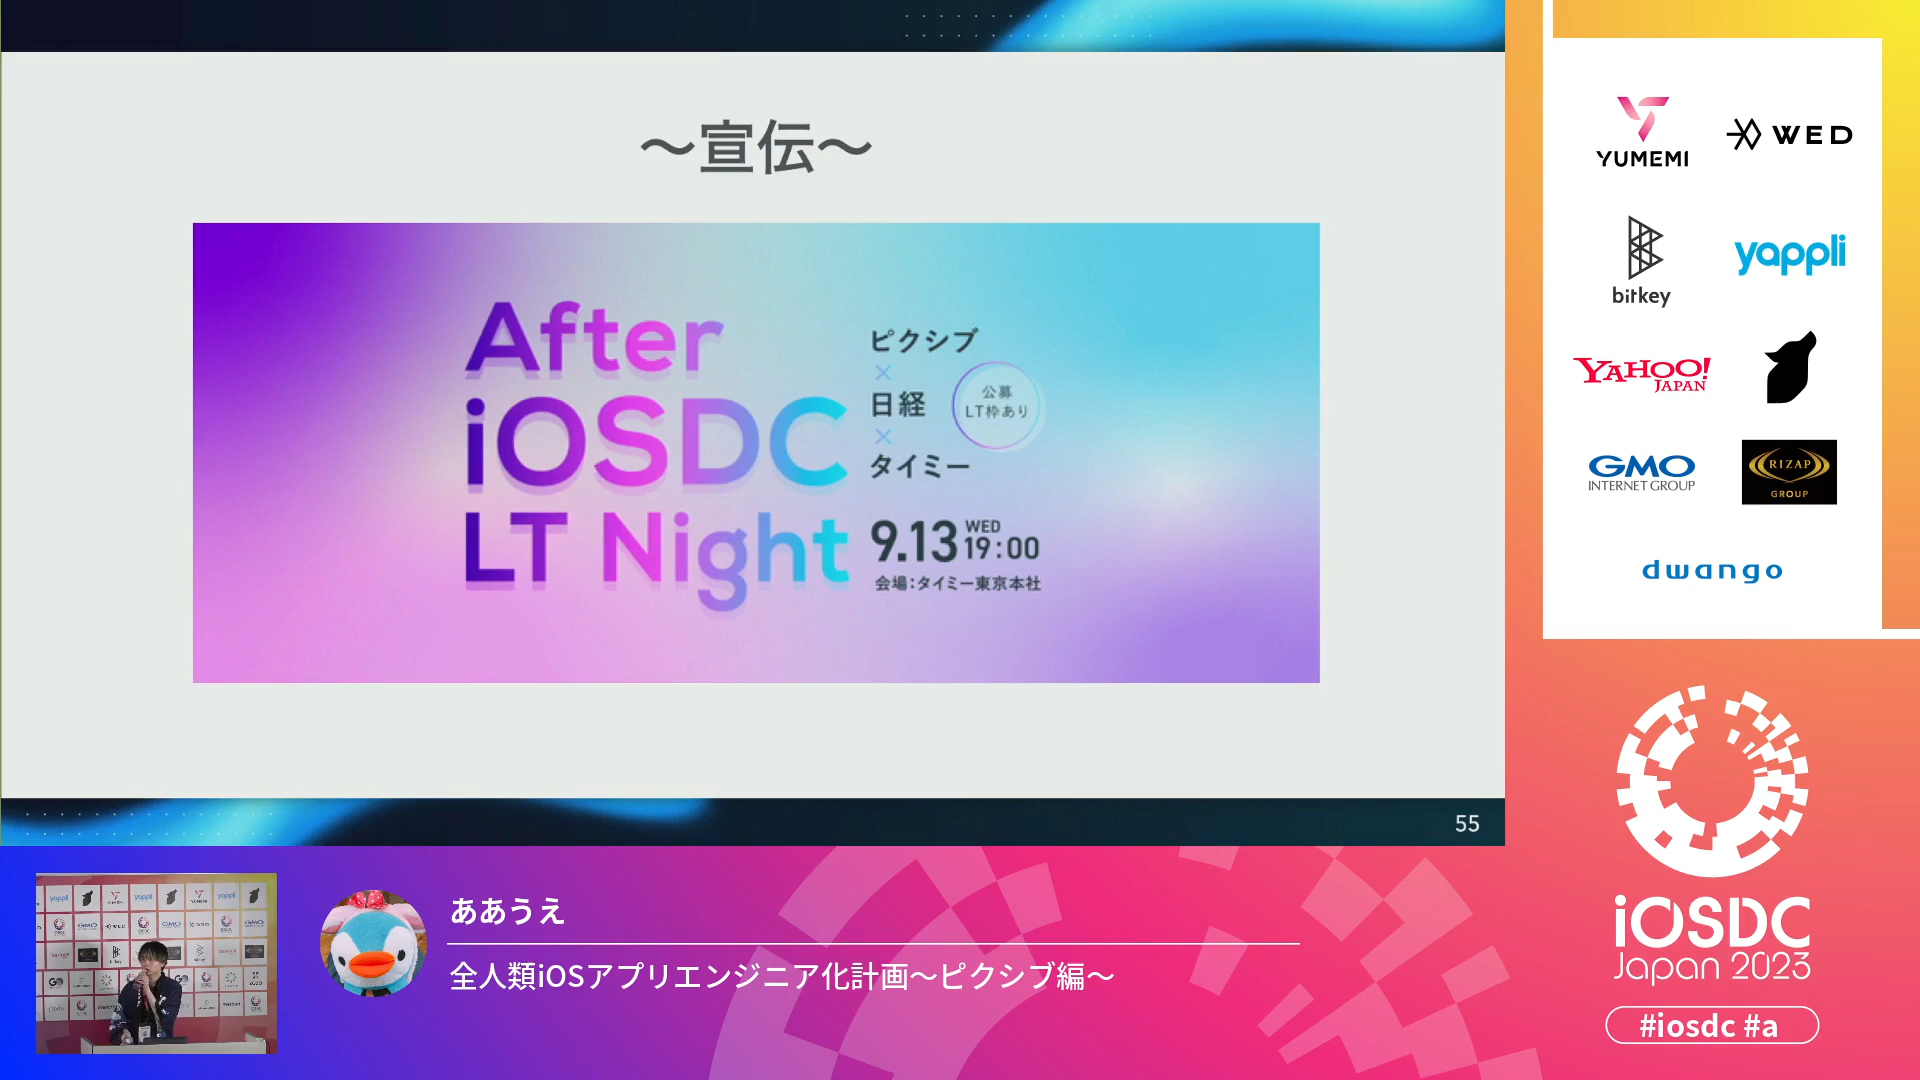 〜宣伝〜
After
iOSDC
LT Night
ピクシブ
×
日経
×
タイミー
公募
LT枠あり
9.13 WED 19:00
会場：タイミー東京本社
55
ああうえ
全人類iOSアプリエンジニア化計画〜ピクシブ編〜
YUMEMI
WED
bitkey
yappli
YAHOO!
JAPAN
GMO
INTERNET GROUP
RIZAP
GROUP
dwango
iOSDC
Japan 2023
#iosdc #a